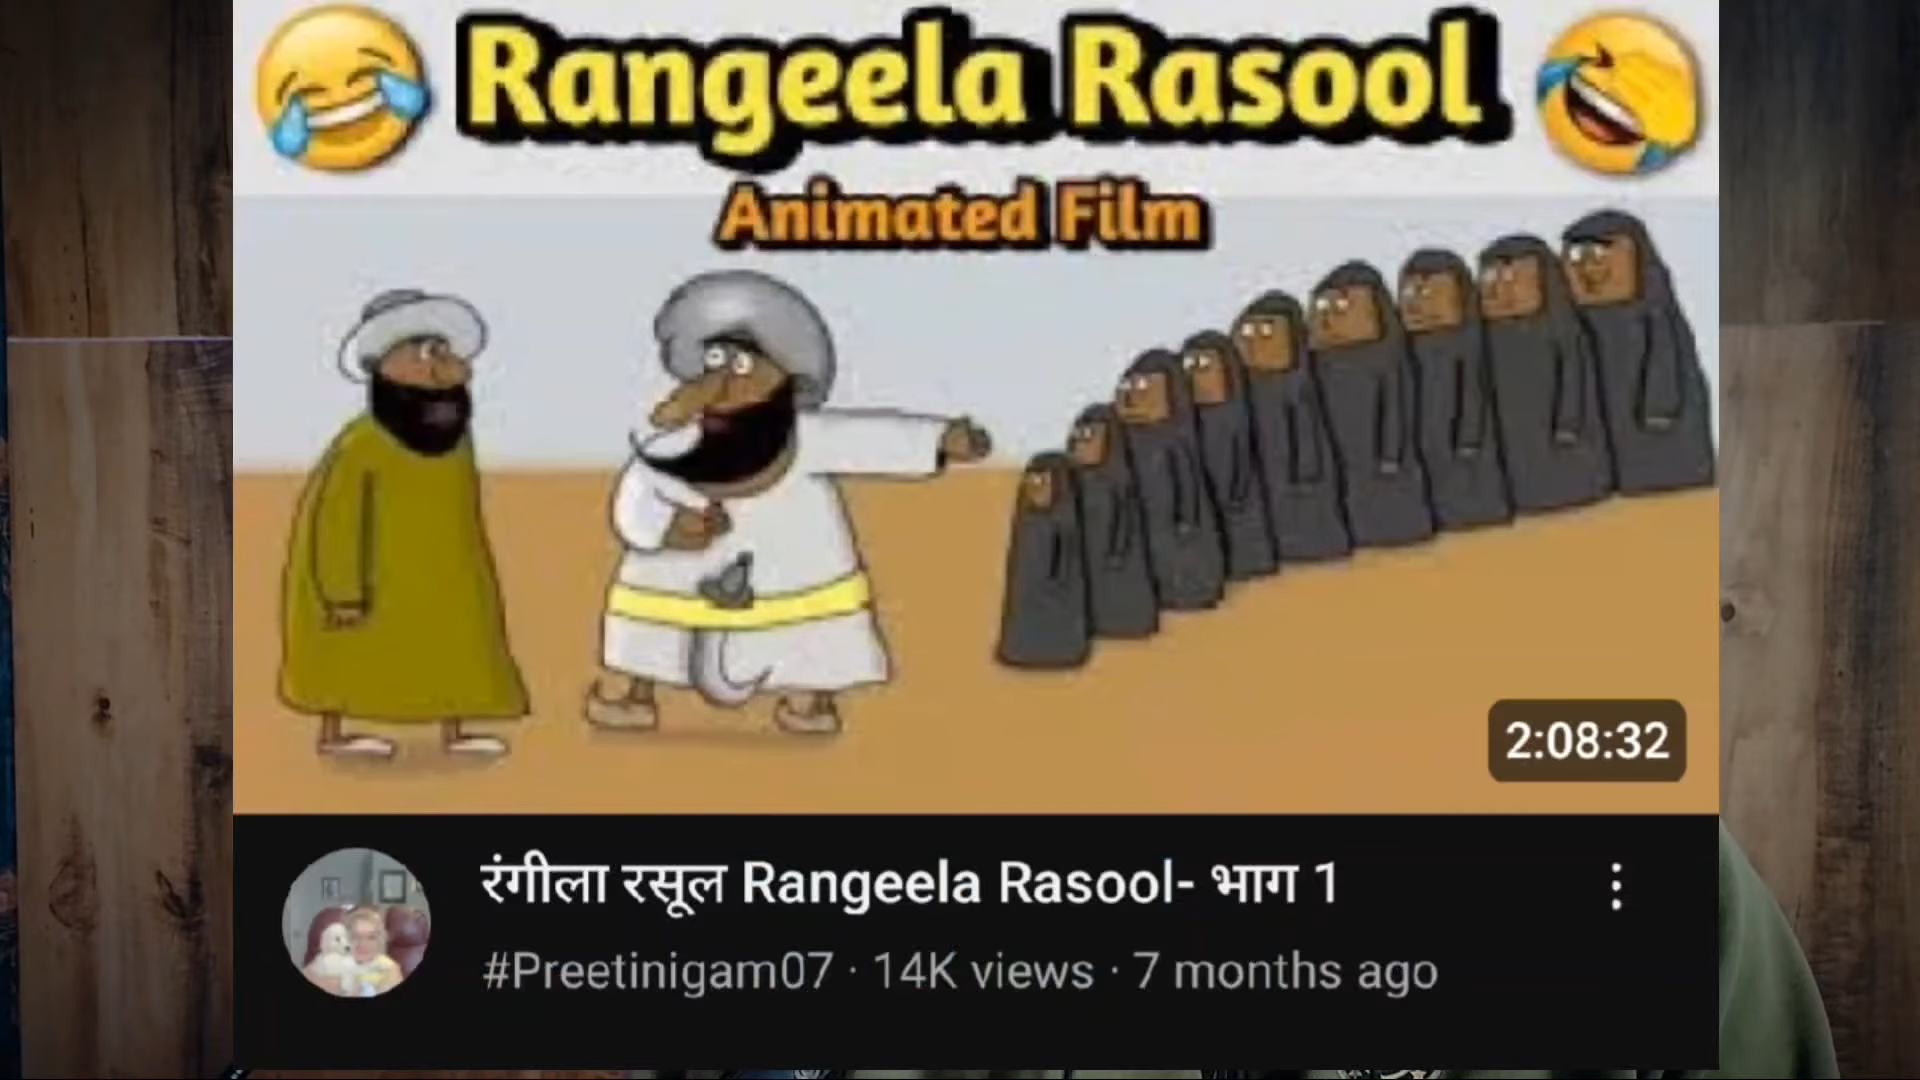 Rangeela Rasool
Animated Film
2:08:32
रंगीला रसूल Rangeela Rasool- भाग 1
#Preetinigam07 · 14K views · 7 months ago